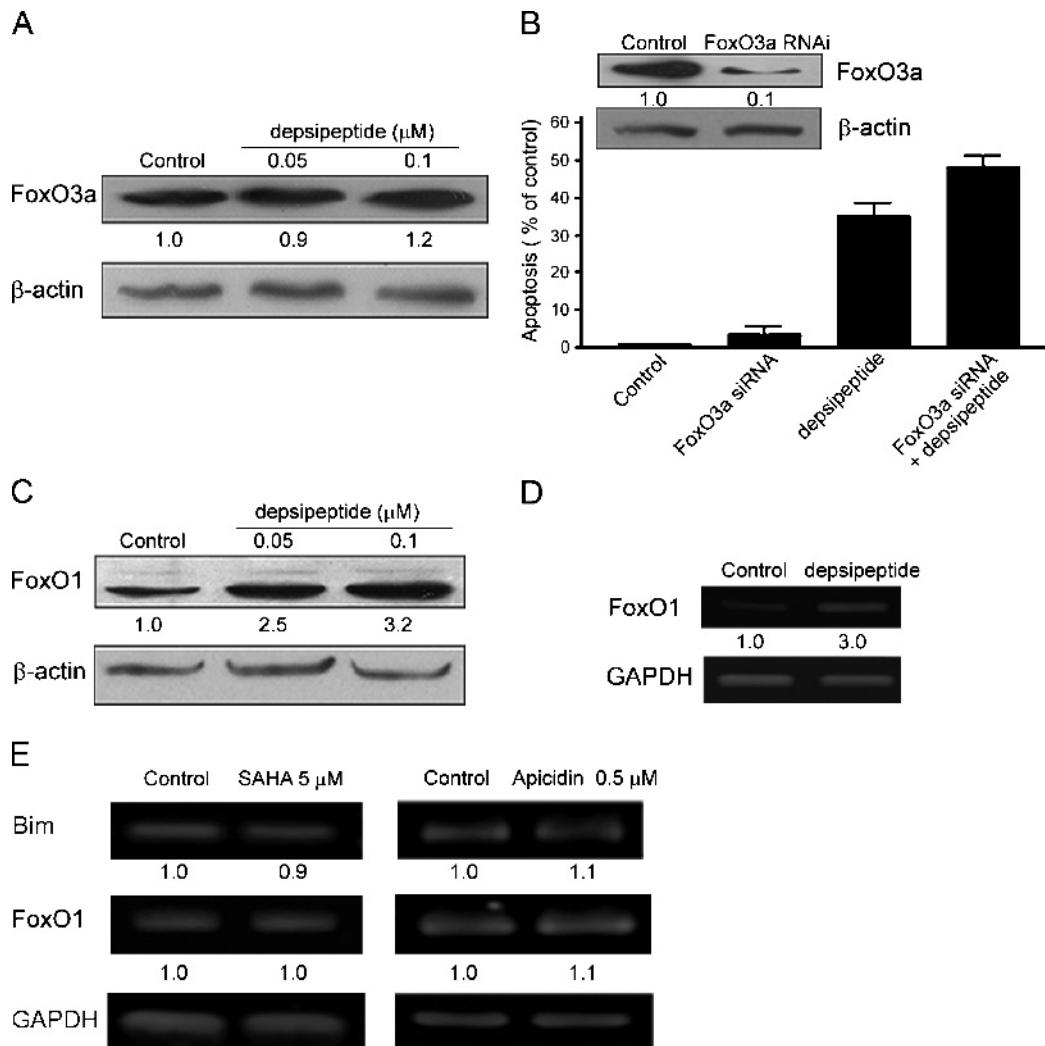 A
depsipeptide (μM)
Control 0.05 0.1
FoxO3a
1.0 0.9 1.2
β-actin
B
Control FoxO3a RNAi
FoxO3a
1.0 0.1
β-actin
Apoptosis ( % of control)
60
50
40
30
20
10
0
Control
FoxO3a siRNA
depsipeptide
FoxO3a siRNA
+ depsipeptide
C
depsipeptide (μM)
Control 0.05 0.1
FoxO1
1.0 2.5 3.2
β-actin
D
Control depsipeptide
FoxO1
1.0 3.0
GAPDH
E
Control SAHA 5 μM Control Apicidin 0.5 μM
Bim
1.0 0.9 1.0 1.1
FoxO1
1.0 1.0 1.0 1.1
GAPDH